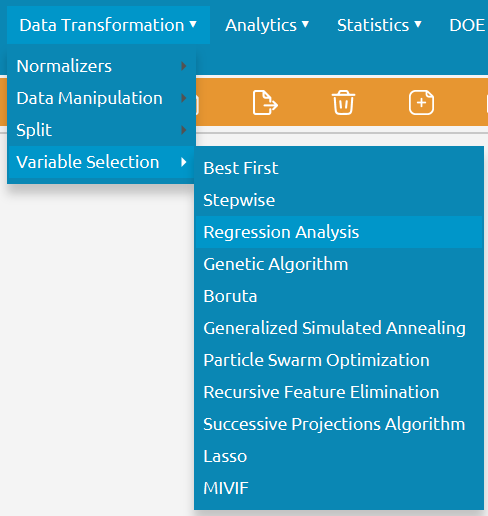 Data Transformation ▼ Analytics ▼ Statistics ▼ DOE
Normalizers
Data Manipulation
Split
Variable Selection
Best First
Stepwise
Regression Analysis
Genetic Algorithm
Boruta
Generalized Simulated Annealing
Particle Swarm Optimization
Recursive Feature Elimination
Successive Projections Algorithm
Lasso
MIVIF